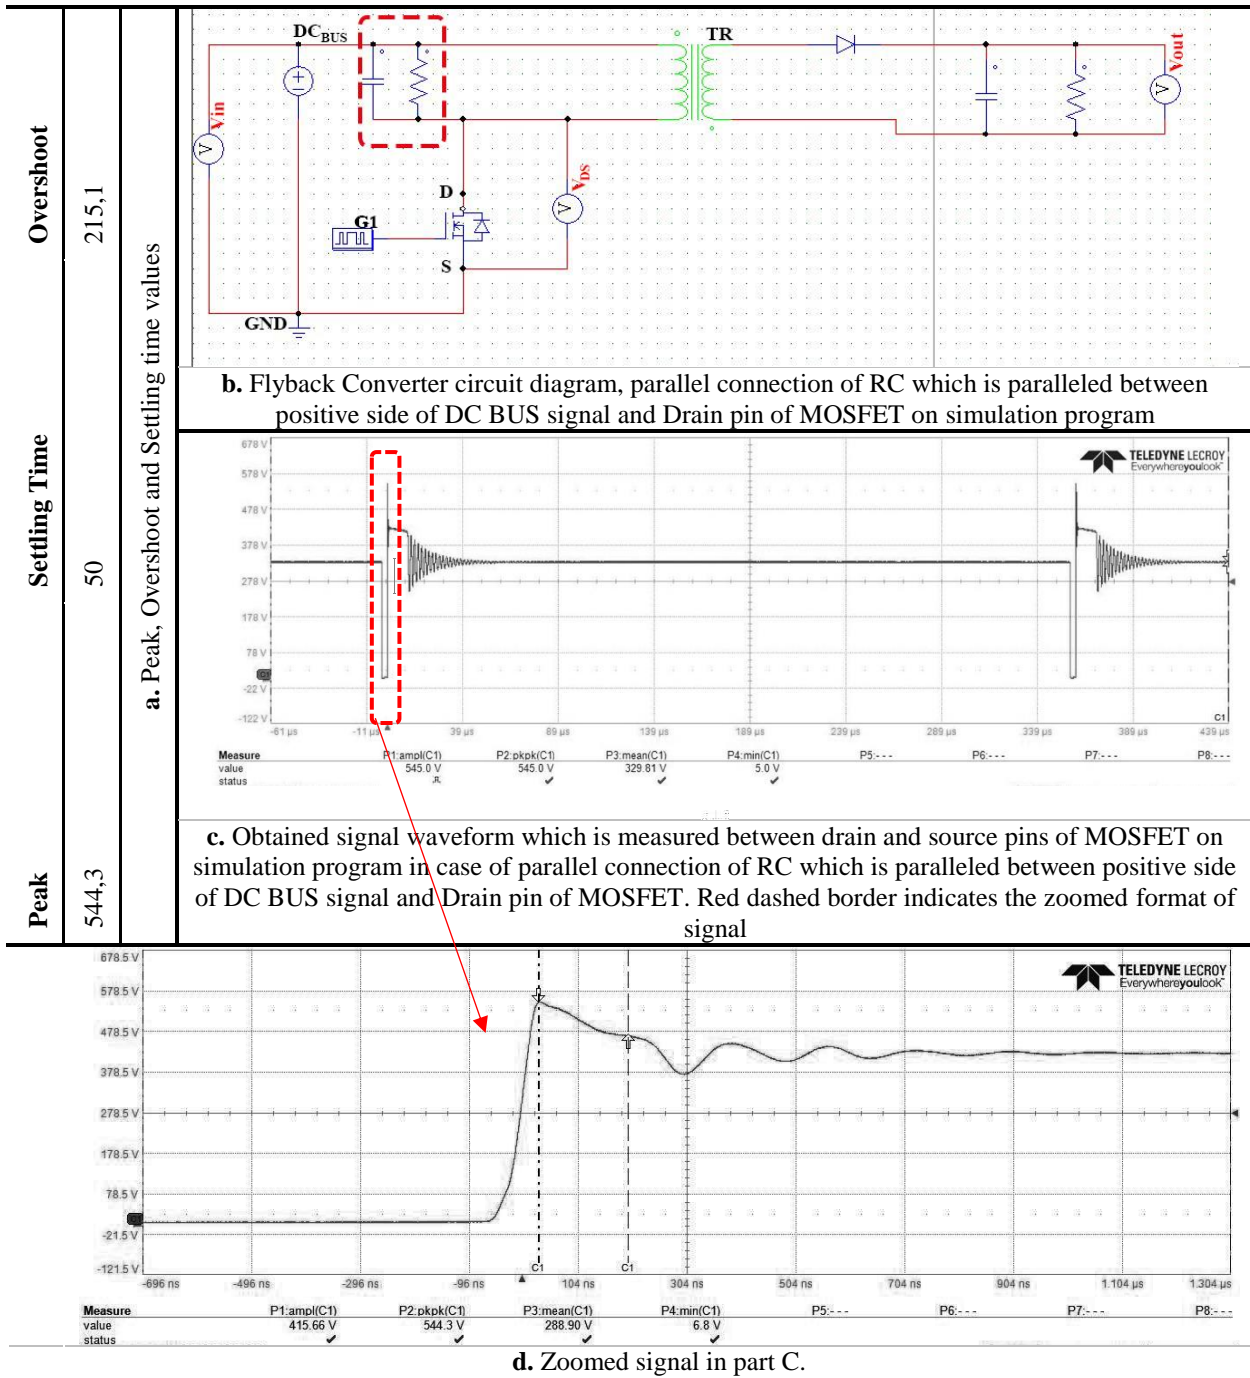 Overshoot
215,1
Settling Time
50
Peak
544,3
a. Peak, Overshoot and Settling time values
DCBUS
TR
Vin
Vout
VDS
D
G1
S
GND
V
V
V
b. Flyback Converter circuit diagram, parallel connection of RC which is paralleled between
positive side of DC BUS signal and Drain pin of MOSFET on simulation program
TELEDYNE LECROY
Everywhereyoulook
678 V
578 V
478 V
378 V
278 V
178 V
78 V
-22 V
-122 V
C1
C1
-61 µs -11 µs 39 µs 89 µs 139 µs 189 µs 239 µs 289 µs 339 µs 389 µs 439 µs
Measure P1:ampl(C1) P2:pkpk(C1) P3:mean(C1) P4:min(C1) P5:- - - P6:- - - P7:- - - P8:- - -
value 545.0 V 545.0 V 329.81 V 5.0 V
status
c. Obtained signal waveform which is measured between drain and source pins of MOSFET on
simulation program in case of parallel connection of RC which is paralleled between positive side
of DC BUS signal and Drain pin of MOSFET. Red dashed border indicates the zoomed format of
signal
TELEDYNE LECROY
Everywhereyoulook
678.5 V
578.5 V
478.5 V
378.5 V
278.5 V
178.5 V
78.5 V
-21.5 V
-121.5 V
C1
C1 C1
-696 ns -496 ns -296 ns -96 ns 104 ns 304 ns 504 ns 704 ns 904 ns 1.104 µs 1.304 µs
Measure P1:ampl(C1) P2:pkpk(C1) P3:mean(C1) P4:min(C1) P5:- - - P6:- - - P7:- - - P8:- - -
value 415.66 V 544.3 V 288.90 V 6.8 V
status
d. Zoomed signal in part C.